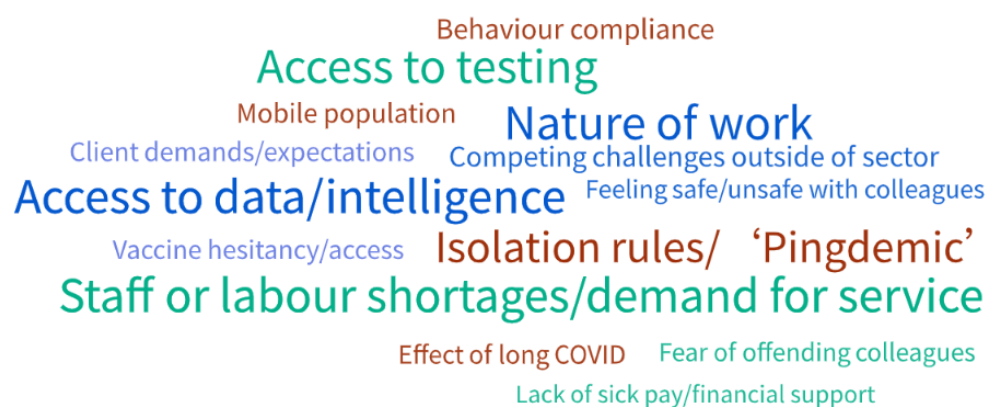 Behaviour compliance
Access to testing
Mobile population
Nature of work
Client demands/expectations
Competing challenges outside of sector
Access to data/intelligence
Feeling safe/unsafe with colleagues
Vaccine hesitancy/access
Isolation rules/ ‘Pingdemic’
Staff or labour shortages/demand for service
Effect of long COVID
Fear of offending colleagues
Lack of sick pay/financial support